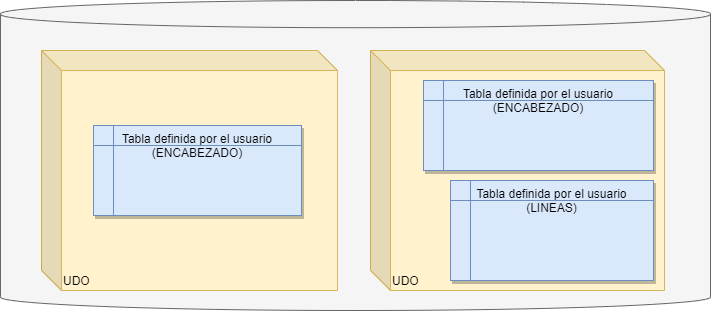 Tabla definida por el usuario
(ENCABEZADO)
UDO
Tabla definida por el usuario
(ENCABEZADO)
Tabla definida por el usuario
(LINEAS)
UDO